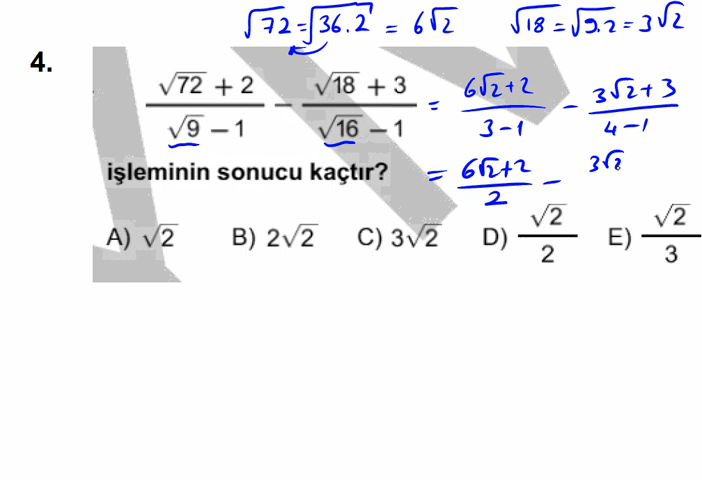 √72 = √36.2 = 6√2 √18 = √9.2 = 3√2
4.
(√72 + 2)/(√9 − 1) − (√18 + 3)/(√16 − 1) = (6√2+2)/(3−1) − (3√2+3)/(4−1)
işleminin sonucu kaçtır? = (6√2+2)/2 − 3√2
A) √2 B) 2√2 C) 3√2 D) √2/2 E) √2/3